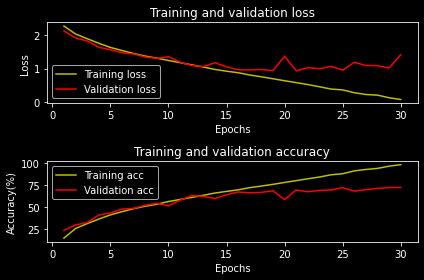 Training and validation loss
2
1
0
Loss
Training loss
Validation loss
0 5 10 15 20 25 30
Epochs
Training and validation accuracy
100
75
50
25
Accuracy(%)
Training acc
Validation acc
0 5 10 15 20 25 30
Epochs